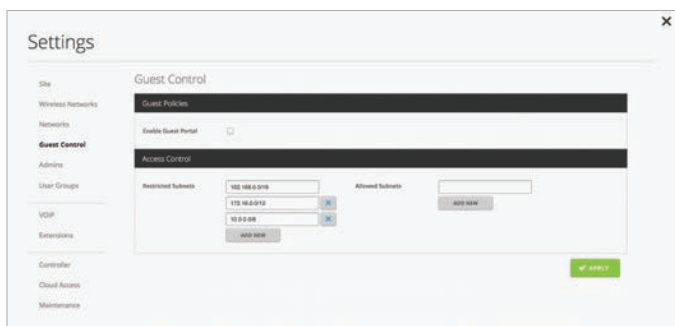 Settings
Site
Wireless Networks
Networks
Guest Control
Admins
User Groups
VOIP
Extensions
Controller
Cloud Access
Maintenance
Guest Control
Guest Policies
Enable Guest Portal
Access Control
Restricted Subnets
192.168.0.0/16
172.16.0.0/12
10.0.0.0/8
ADD NEW
Allowed Subnets
ADD NEW
APPLY